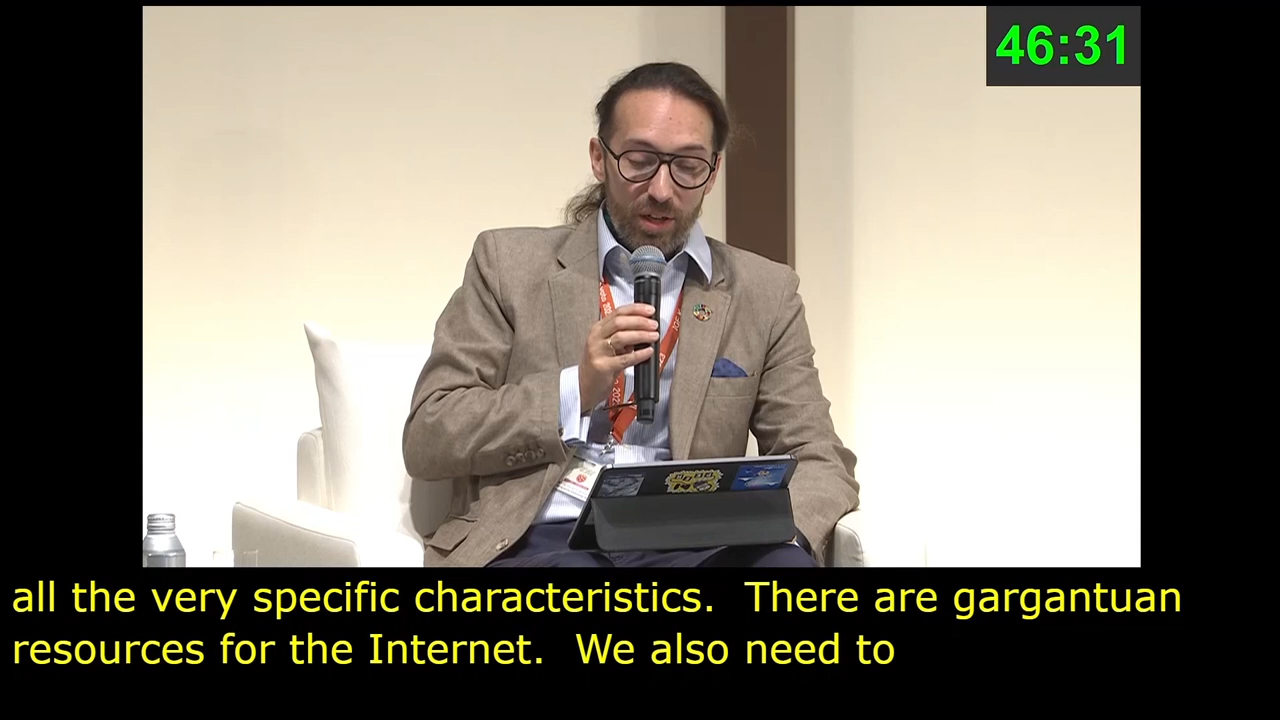 46:31
all the very specific characteristics.  There are gargantuan
resources for the Internet.  We also need to